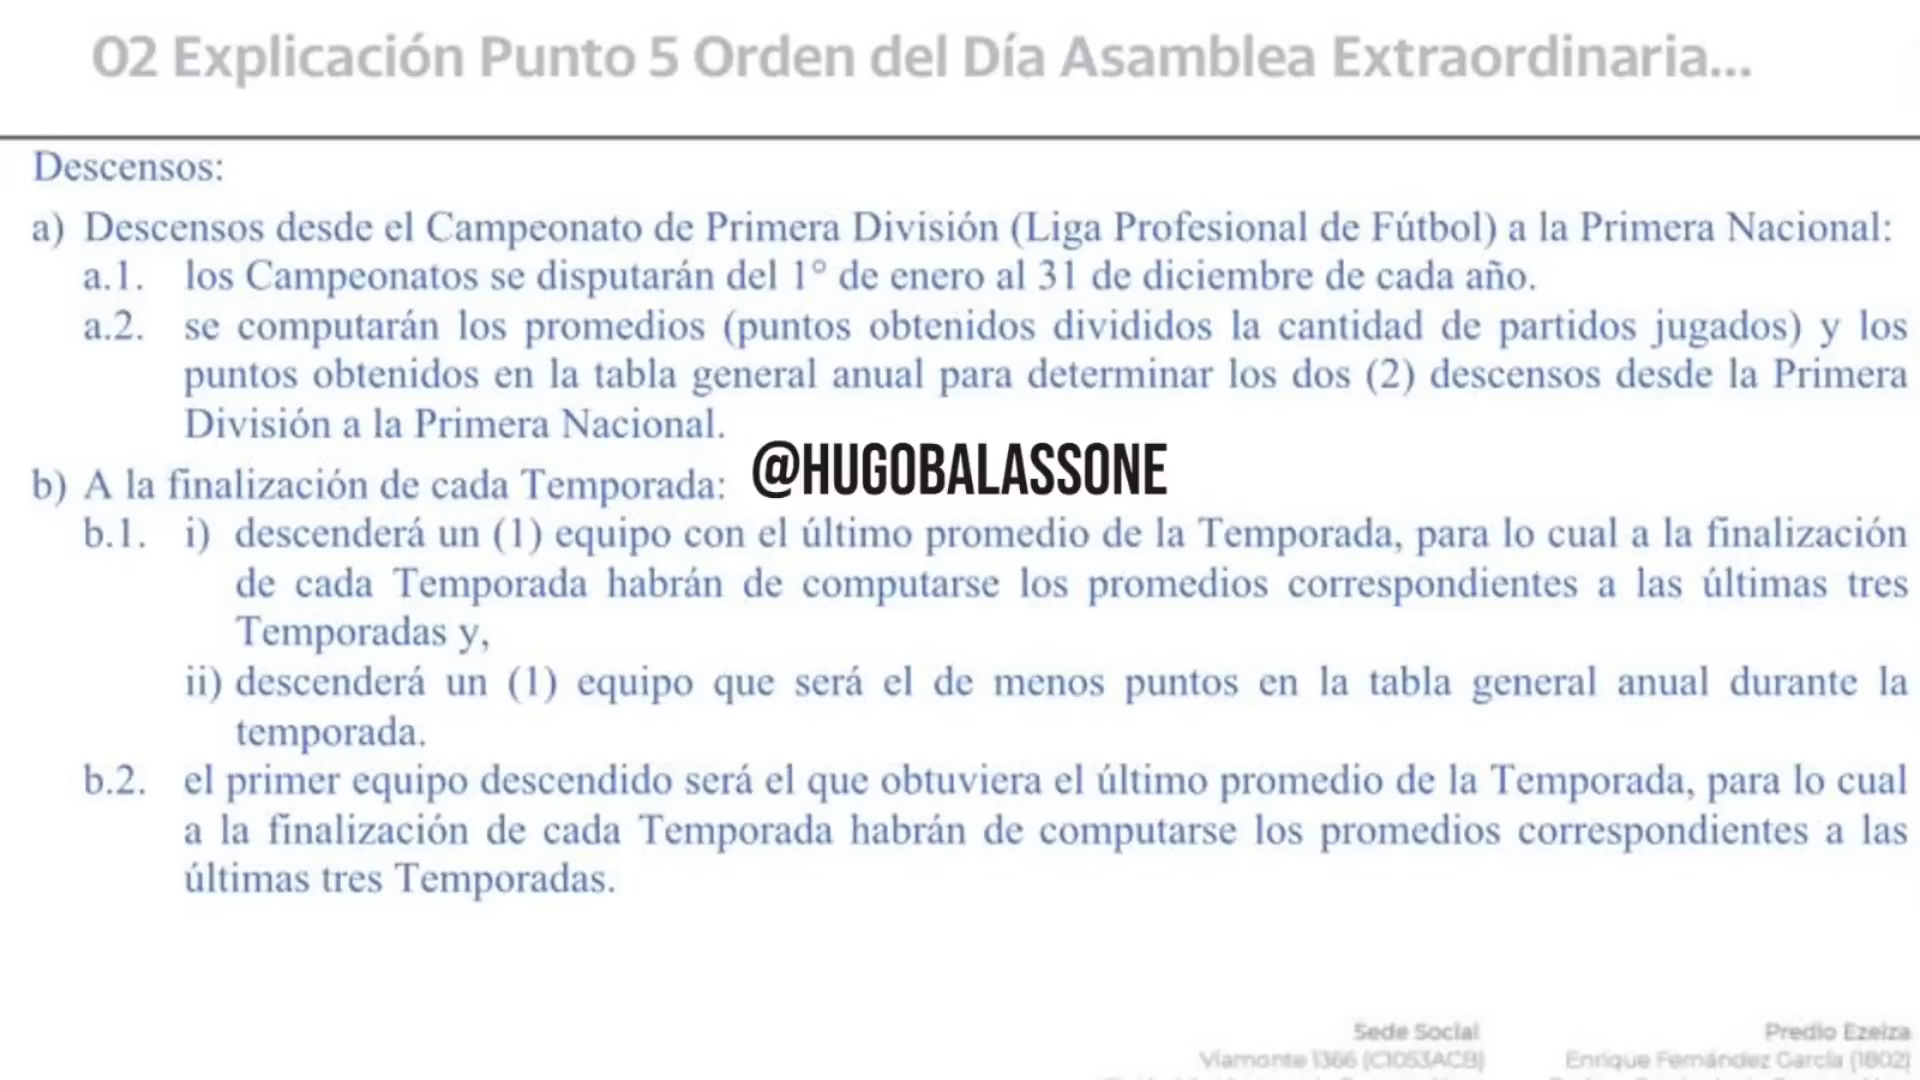 02 Explicación Punto 5 Orden del Día Asamblea Extraordinaria...
Descensos:
a) Descensos desde el Campeonato de Primera División (Liga Profesional de Fútbol) a la Primera Nacional:
a.1. los Campeonatos se disputarán del 1° de enero al 31 de diciembre de cada año.
a.2. se computarán los promedios (puntos obtenidos divididos la cantidad de partidos jugados) y los
puntos obtenidos en la tabla general anual para determinar los dos (2) descensos desde la Primera
División a la Primera Nacional.
@HUGOBALASSONE
b) A la finalización de cada Temporada:
b.1. i) descenderá un (1) equipo con el último promedio de la Temporada, para lo cual a la finalización
de cada Temporada habrán de computarse los promedios correspondientes a las últimas tres
Temporadas y,
ii) descenderá un (1) equipo que será el de menos puntos en la tabla general anual durante la
temporada.
b.2. el primer equipo descendido será el que obtuviera el último promedio de la Temporada, para lo cual
a la finalización de cada Temporada habrán de computarse los promedios correspondientes a las
últimas tres Temporadas.
Sede Social
Viamonte 1366 (C1053ACB)
Predio Ezeiza
Enrique Fernández García (1802)